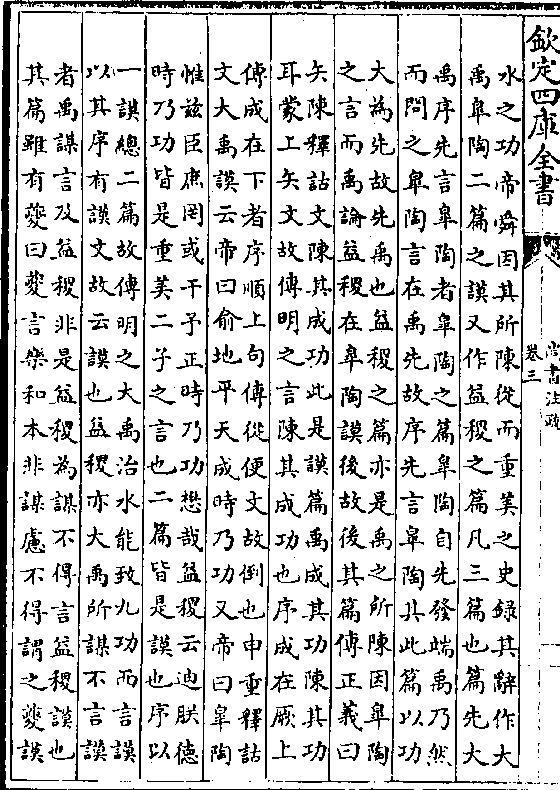 欽定四庫全書
尚書注疏
卷三
水之功帝舜因其所陳從而重美之史録其辭作大
禹臯陶二篇之謨又作益稷之篇凡三篇也篇先大
禹序先言臯陶者臯陶之篇臯陶自先發端禹乃然
而問之臯陶言在禹先故序先言臯陶其此篇以功
大為先故先禹也益稷之篇亦是禹之所陳因臯陶
之言而禹論益稷在臯陶謨後故後其篇傳正義曰
矢陳釋詁文陳其成功此是謨篇禹成其功陳其功
耳蒙上矢文故傳明之言陳其成功也序成在厥上
傳成在下者序順上句傳從便文故倒也申重釋詁
文大禹謨云帝曰俞地平天成時乃功又帝曰臯陶
惟兹臣庶罔或干予正時乃功懋哉益稷云迪朕德
時乃功皆是重美二子之言也二篇皆是謨也序以
一謨總二篇故傳明之大禹治水能致九功而言謨
以其序有謨文故云謨也益稷亦大禹所謀不言謨
者禹謀言及益稷非是益稷為謀不得言益稷謨也
其篇雖有夔曰夔言樂和本非謀慮不得謂之夔謨